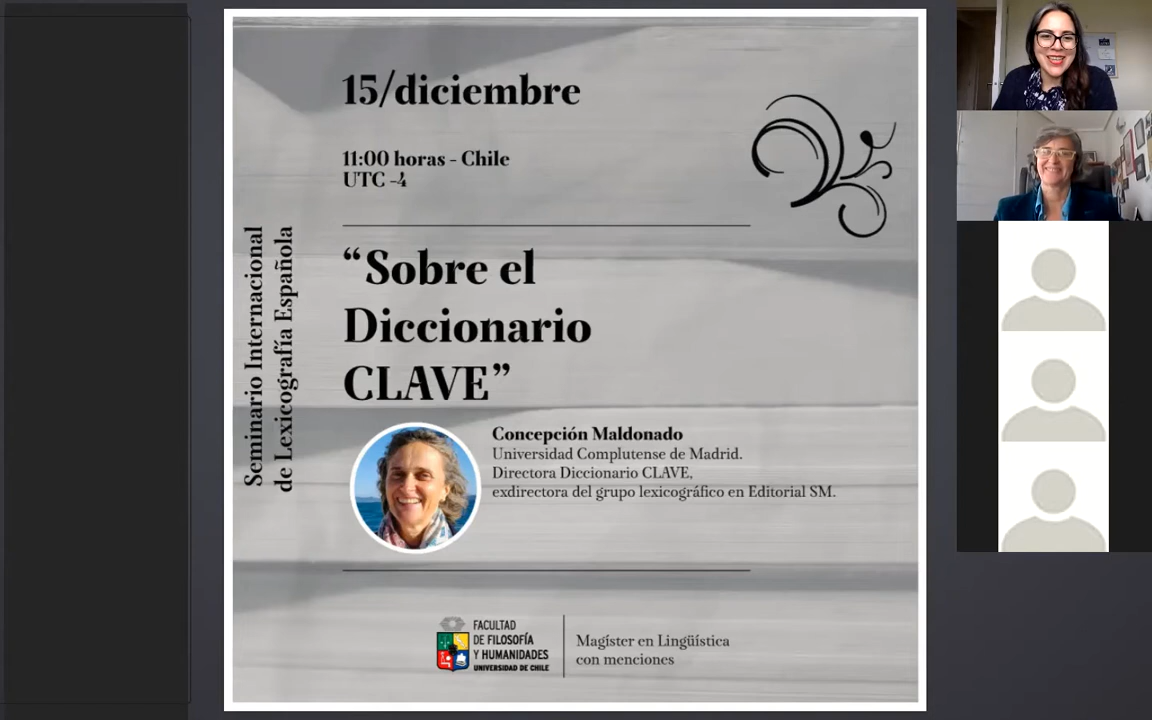 15/diciembre
11:00 horas - Chile
UTC -4
Seminario Internacional
de Lexicografía Española
“Sobre el
Diccionario
CLAVE”
Concepción Maldonado
Universidad Complutense de Madrid.
Directora Diccionario CLAVE,
exdirectora del grupo lexicográfico en Editorial SM.
FACULTAD
DE FILOSOFÍA
Y HUMANIDADES
UNIVERSIDAD DE CHILE
Magíster en Lingüística
con menciones